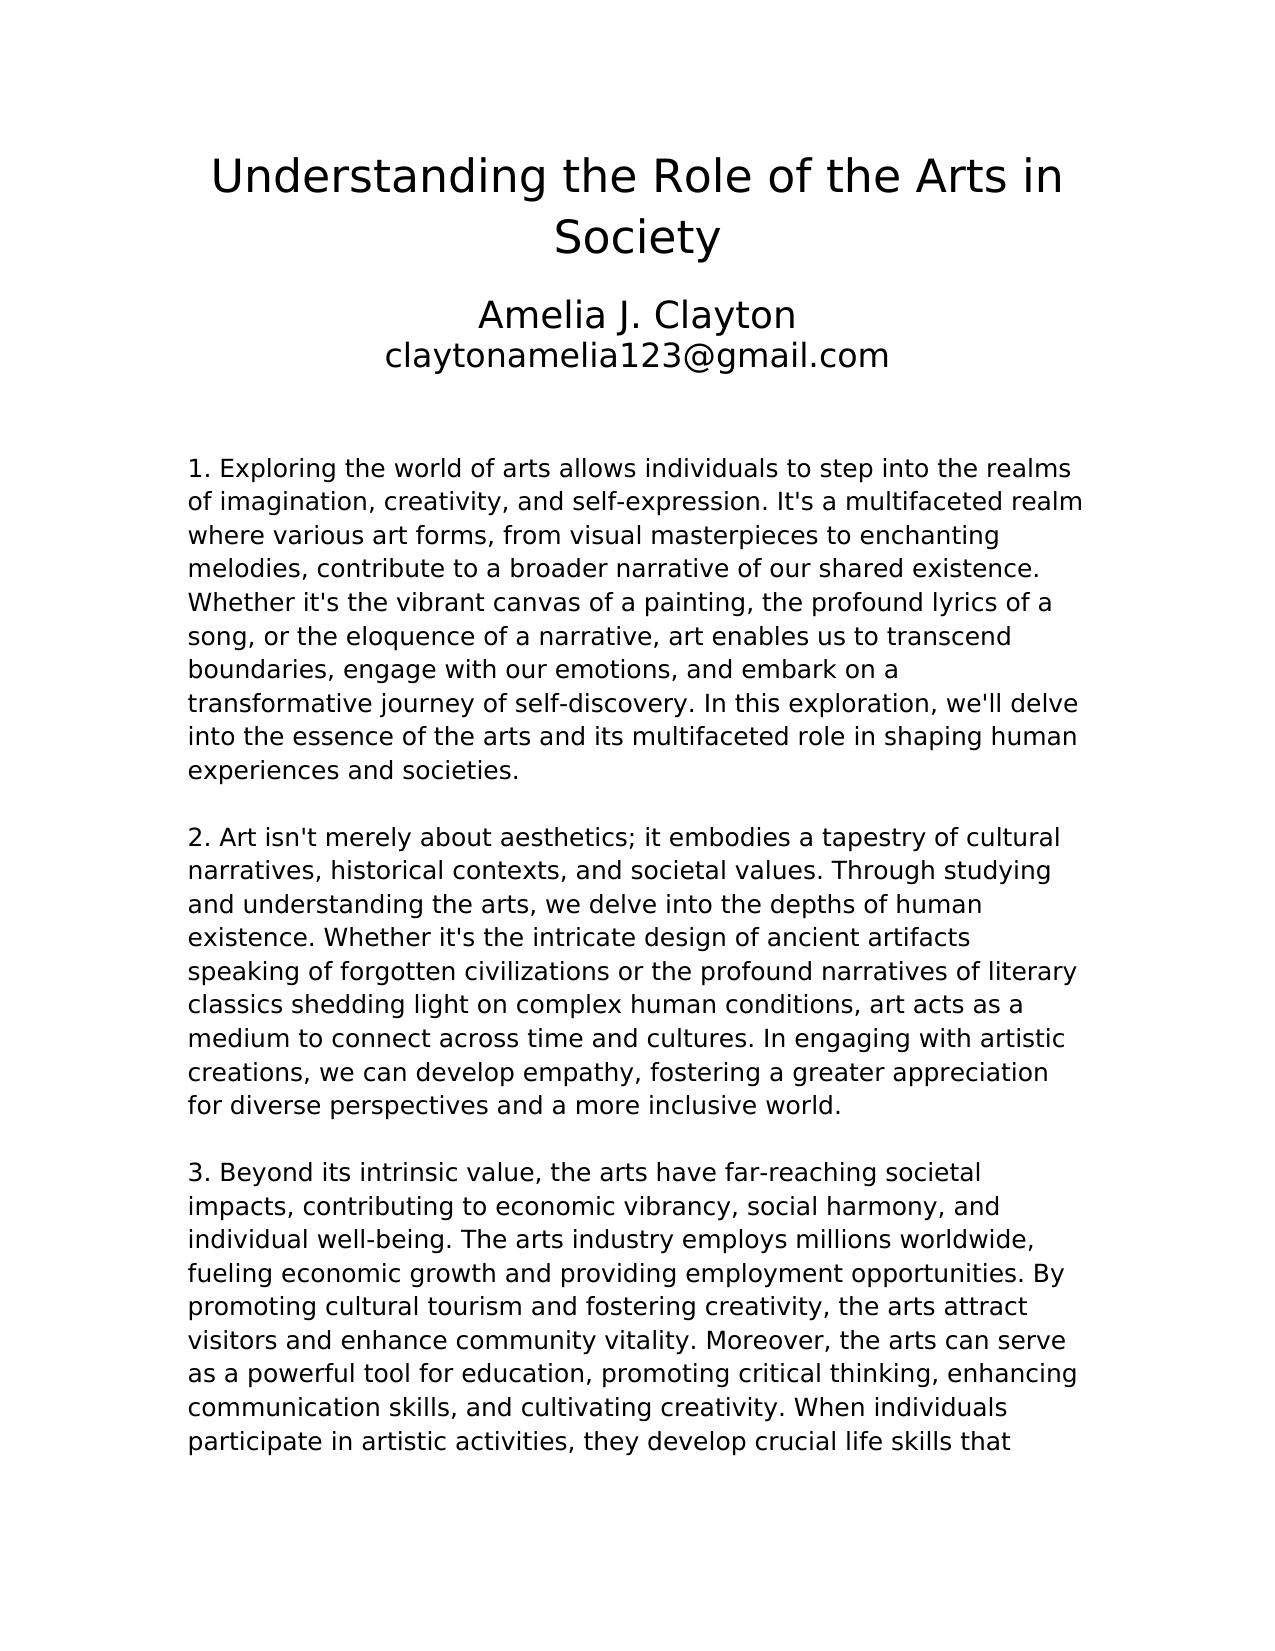 Understanding the Role of the Arts in
Society
Amelia J. Clayton
claytonamelia123@gmail.com
1. Exploring the world of arts allows individuals to step into the realms
of imagination, creativity, and self-expression. It's a multifaceted realm
where various art forms, from visual masterpieces to enchanting
melodies, contribute to a broader narrative of our shared existence.
Whether it's the vibrant canvas of a painting, the profound lyrics of a
song, or the eloquence of a narrative, art enables us to transcend
boundaries, engage with our emotions, and embark on a
transformative journey of self-discovery. In this exploration, we'll delve
into the essence of the arts and its multifaceted role in shaping human
experiences and societies.
2. Art isn't merely about aesthetics; it embodies a tapestry of cultural
narratives, historical contexts, and societal values. Through studying
and understanding the arts, we delve into the depths of human
existence. Whether it's the intricate design of ancient artifacts
speaking of forgotten civilizations or the profound narratives of literary
classics shedding light on complex human conditions, art acts as a
medium to connect across time and cultures. In engaging with artistic
creations, we can develop empathy, fostering a greater appreciation
for diverse perspectives and a more inclusive world.
3. Beyond its intrinsic value, the arts have far-reaching societal
impacts, contributing to economic vibrancy, social harmony, and
individual well-being. The arts industry employs millions worldwide,
fueling economic growth and providing employment opportunities. By
promoting cultural tourism and fostering creativity, the arts attract
visitors and enhance community vitality. Moreover, the arts can serve
as a powerful tool for education, promoting critical thinking, enhancing
communication skills, and cultivating creativity. When individuals
participate in artistic activities, they develop crucial life skills that